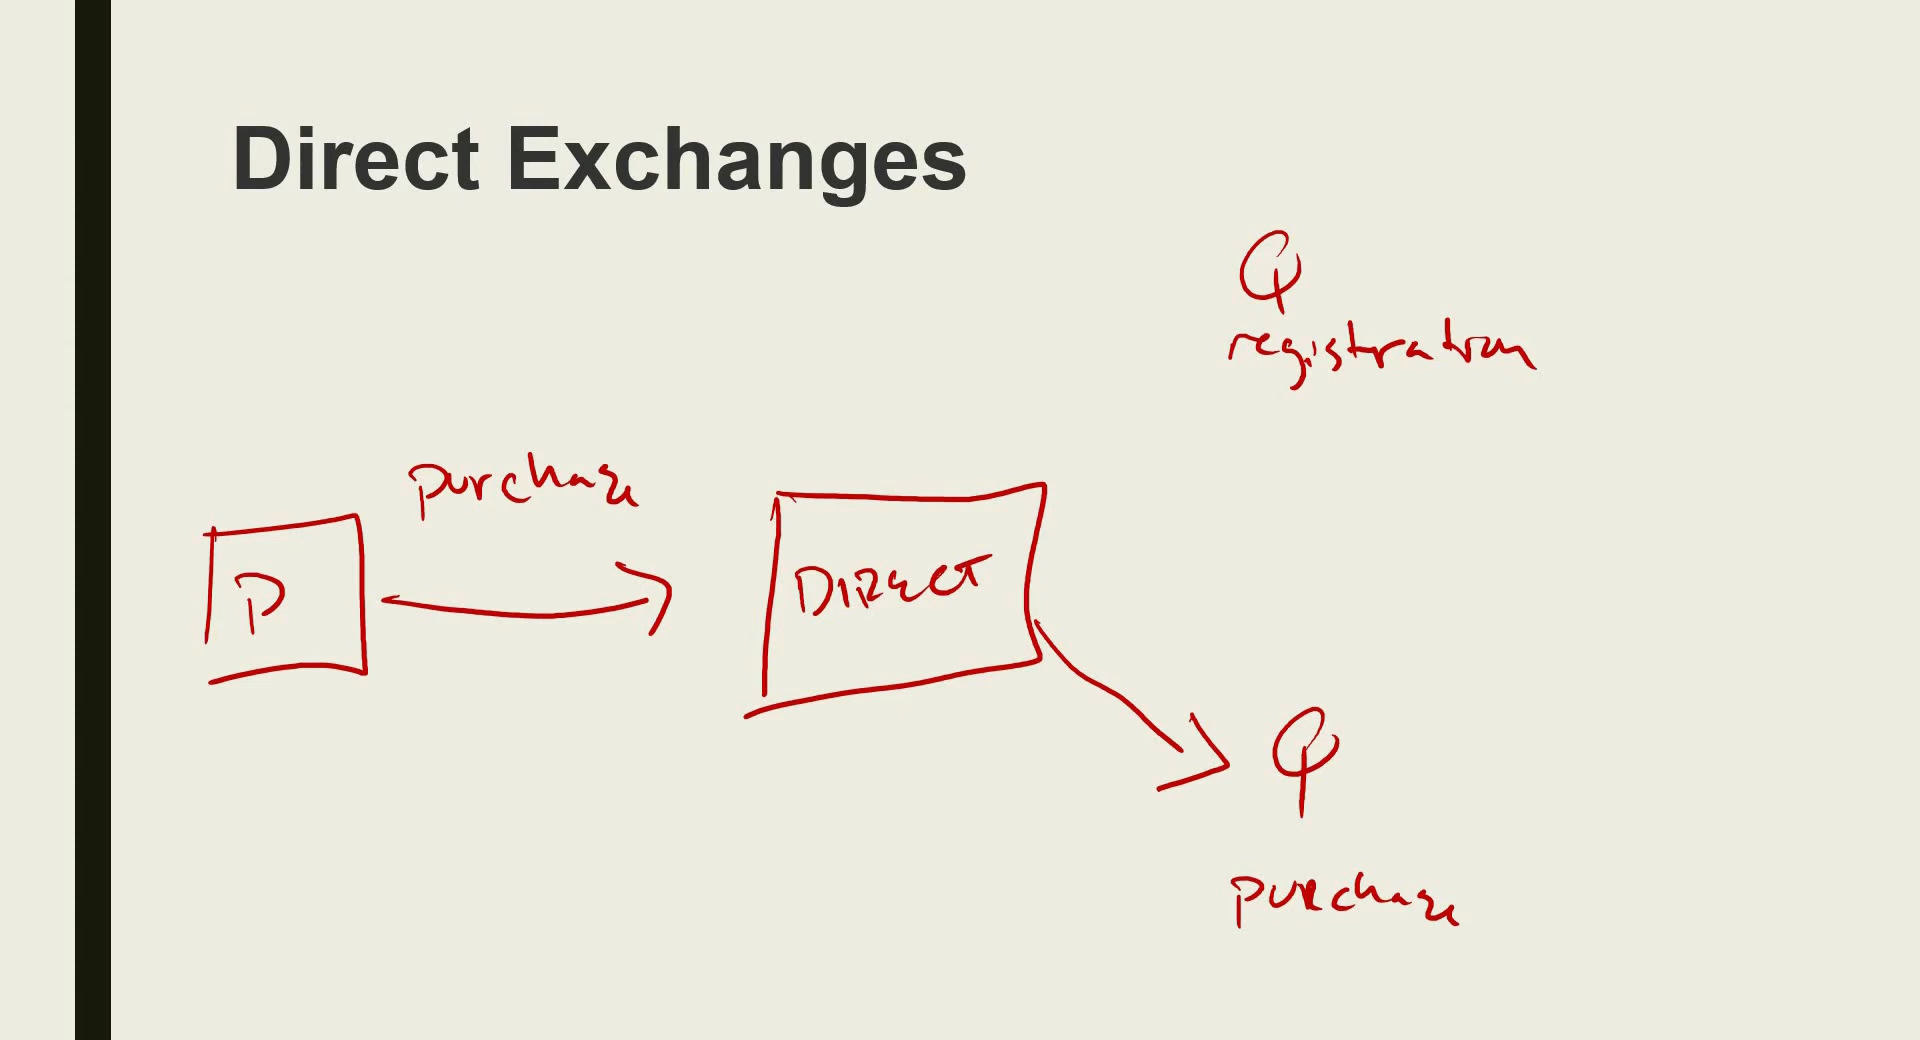 Direct Exchanges
Q
registration
purchase
P
DIRECT
Q
purchase